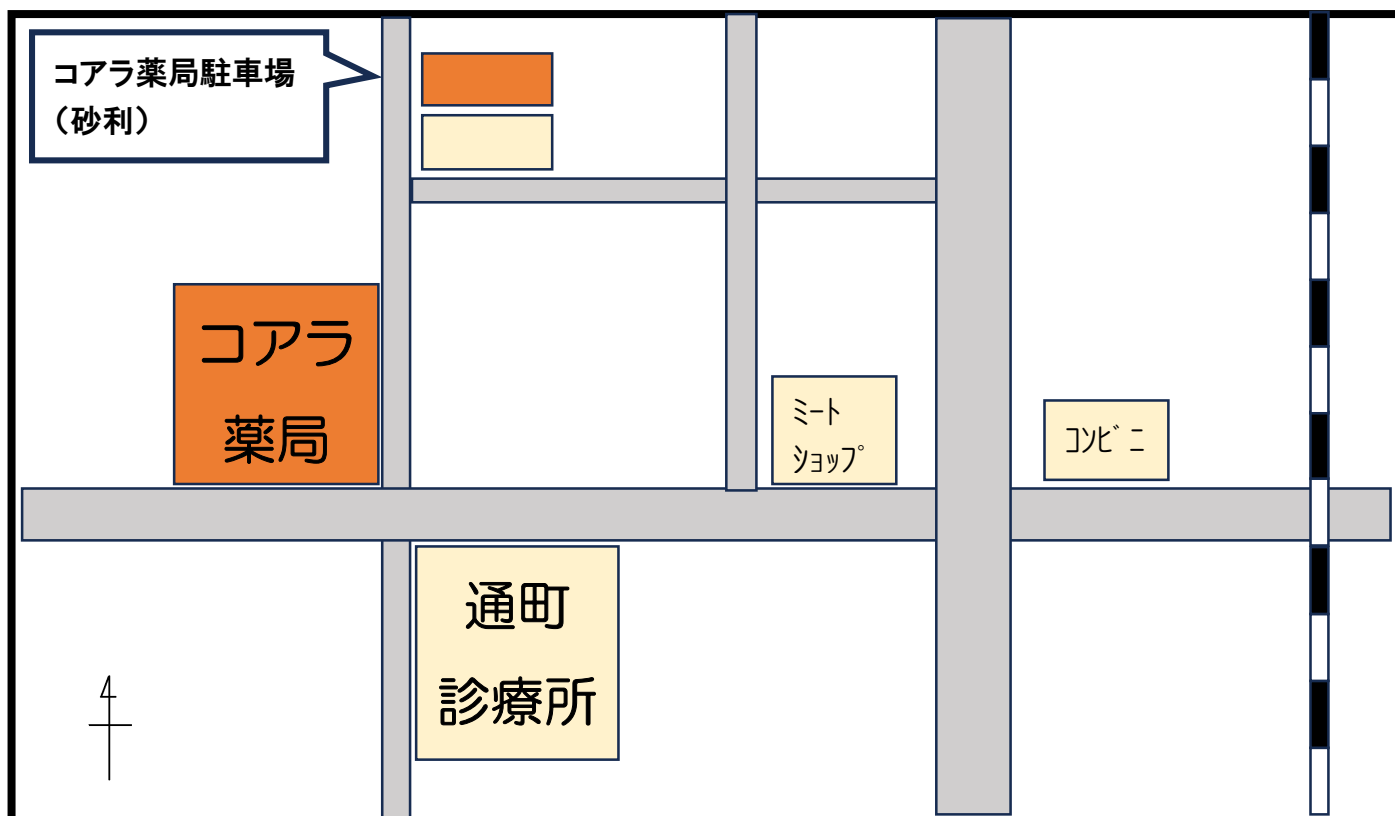 コアラ薬局駐車場
（砂利）
コアラ
薬局
ﾐｰﾄ
ｼｮｯﾌﾟ
ｺﾝﾋﾞﾆ
通町
診療所